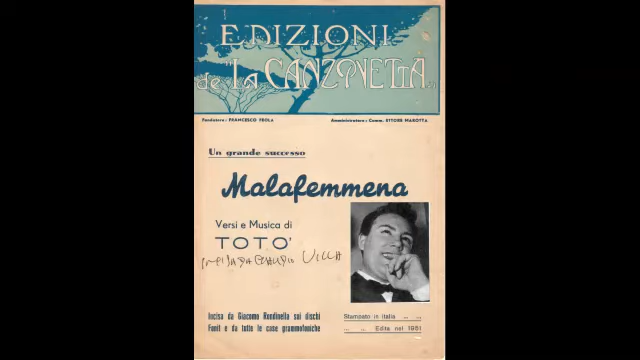 EDIZIONI
de "LA CANZONETTA"
Fondatore: FRANCESCO FEOLA
Amministratore: Comm. ETTORE MAROTTA
Un grande successo
Malafemmena
Versi e Musica di
TOTO'
CLAUDIO VILLA
Incisa da Giacomo Rondinella sui dischi
Fonit e da tutte le case grammofoniche
Stampato in Italia ... ...
... ... Edita nel 1951